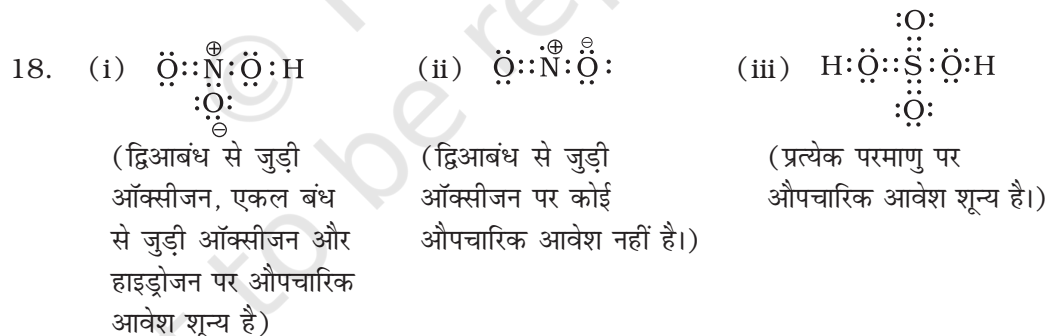 :O:
18. (i) Ö::N:Ö:H (ii) Ö::N:Ö: (iii) H:Ö::S:Ö:H
⊕ ⊕ ⊖
:O: :O:
⊖
(द्विआबंध से जुड़ी
ऑक्सीजन, एकल बंध
से जुड़ी ऑक्सीजन और
हाइड्रोजन पर औपचारिक
आवेश शून्य है)
(द्विआबंध से जुड़ी
ऑक्सीजन पर कोई
औपचारिक आवेश नहीं है।)
(प्रत्येक परमाणु पर
औपचारिक आवेश शून्य है।)